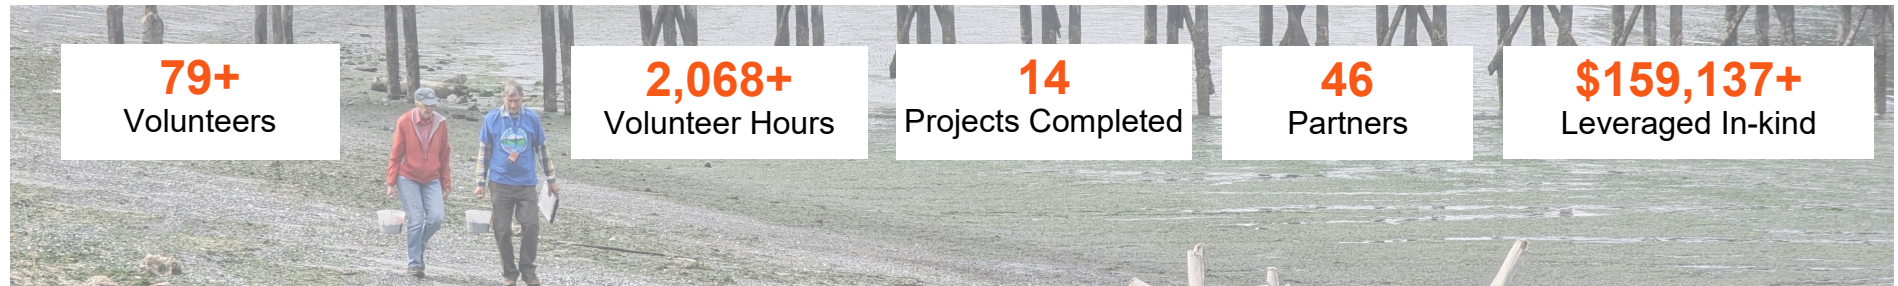 79+
Volunteers
2,068+
Volunteer Hours
14
Projects Completed
46
Partners
$159,137+
Leveraged In-kind